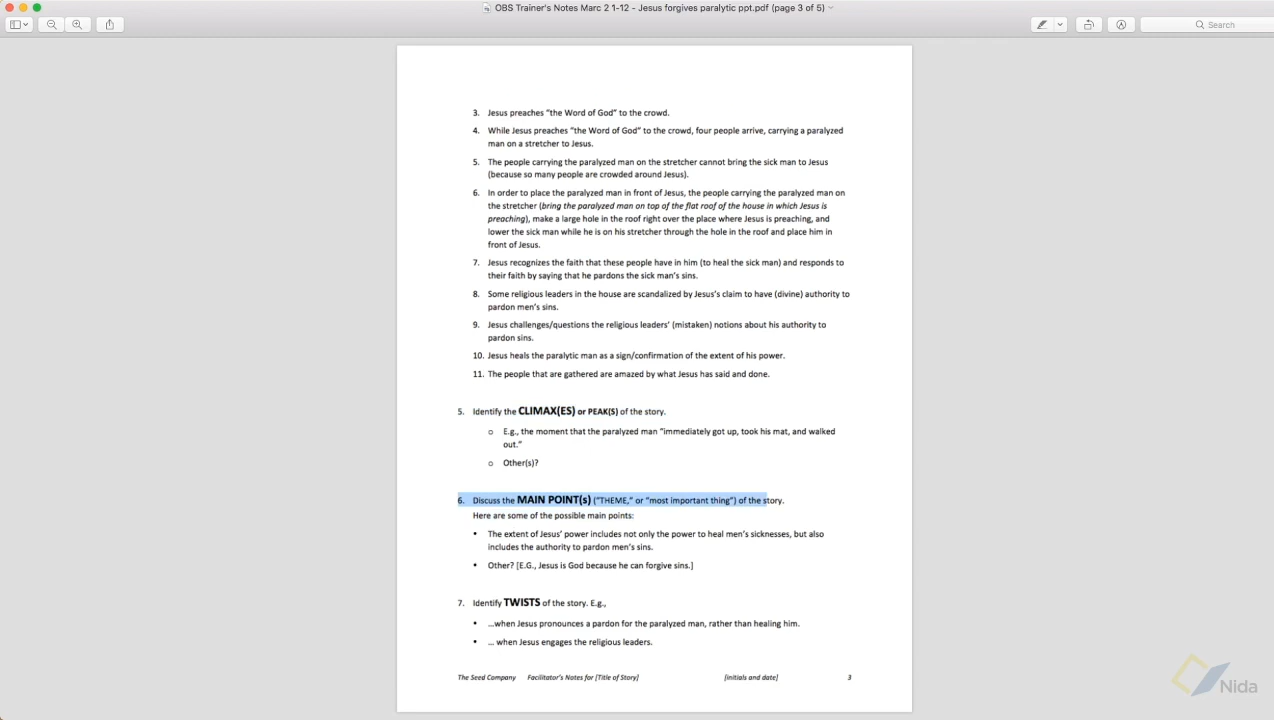 OBS Trainer's Notes Marc 2 1-12 - Jesus forgives paralytic ppt.pdf (page 3 of 5)
Search
3. Jesus preaches “the Word of God” to the crowd.
4. While Jesus preaches “the Word of God” to the crowd, four people arrive, carrying a paralyzed
man on a stretcher to Jesus.
5. The people carrying the paralyzed man on the stretcher cannot bring the sick man to Jesus
(because so many people are crowded around Jesus).
6. In order to place the paralyzed man in front of Jesus, the people carrying the paralyzed man on
the stretcher (bring the paralyzed man on top of the flat roof of the house in which Jesus is
preaching), make a large hole in the roof right over the place where Jesus is preaching, and
lower the sick man while he is on his stretcher through the hole in the roof and place him in
front of Jesus.
7. Jesus recognizes the faith that these people have in him (to heal the sick man) and responds to
their faith by saying that he pardons the sick man’s sins.
8. Some religious leaders in the house are scandalized by Jesus’s claim to have (divine) authority to
pardon men’s sins.
9. Jesus challenges/questions the religious leaders’ (mistaken) notions about his authority to
pardon sins.
10. Jesus heals the paralytic man as a sign/confirmation of the extent of his power.
11. The people that are gathered are amazed by what Jesus has said and done.
5. Identify the CLIMAX(ES) or PEAK(S) of the story.
o E.g., the moment that the paralyzed man “immediately got up, took his mat, and walked
out.”
o Other(s)?
6. Discuss the MAIN POINT(s) (“THEME,” or “most important thing”) of the story.
Here are some of the possible main points:
• The extent of Jesus’ power includes not only the power to heal men’s sicknesses, but also
includes the authority to pardon men’s sins.
• Other? [E.G., Jesus is God because he can forgive sins.]
7. Identify TWISTS of the story. E.g.,
• …when Jesus pronounces a pardon for the paralyzed man, rather than healing him.
• … when Jesus engages the religious leaders.
The Seed Company Facilitator’s Notes for [Title of Story] [initials and date] 3
Nida